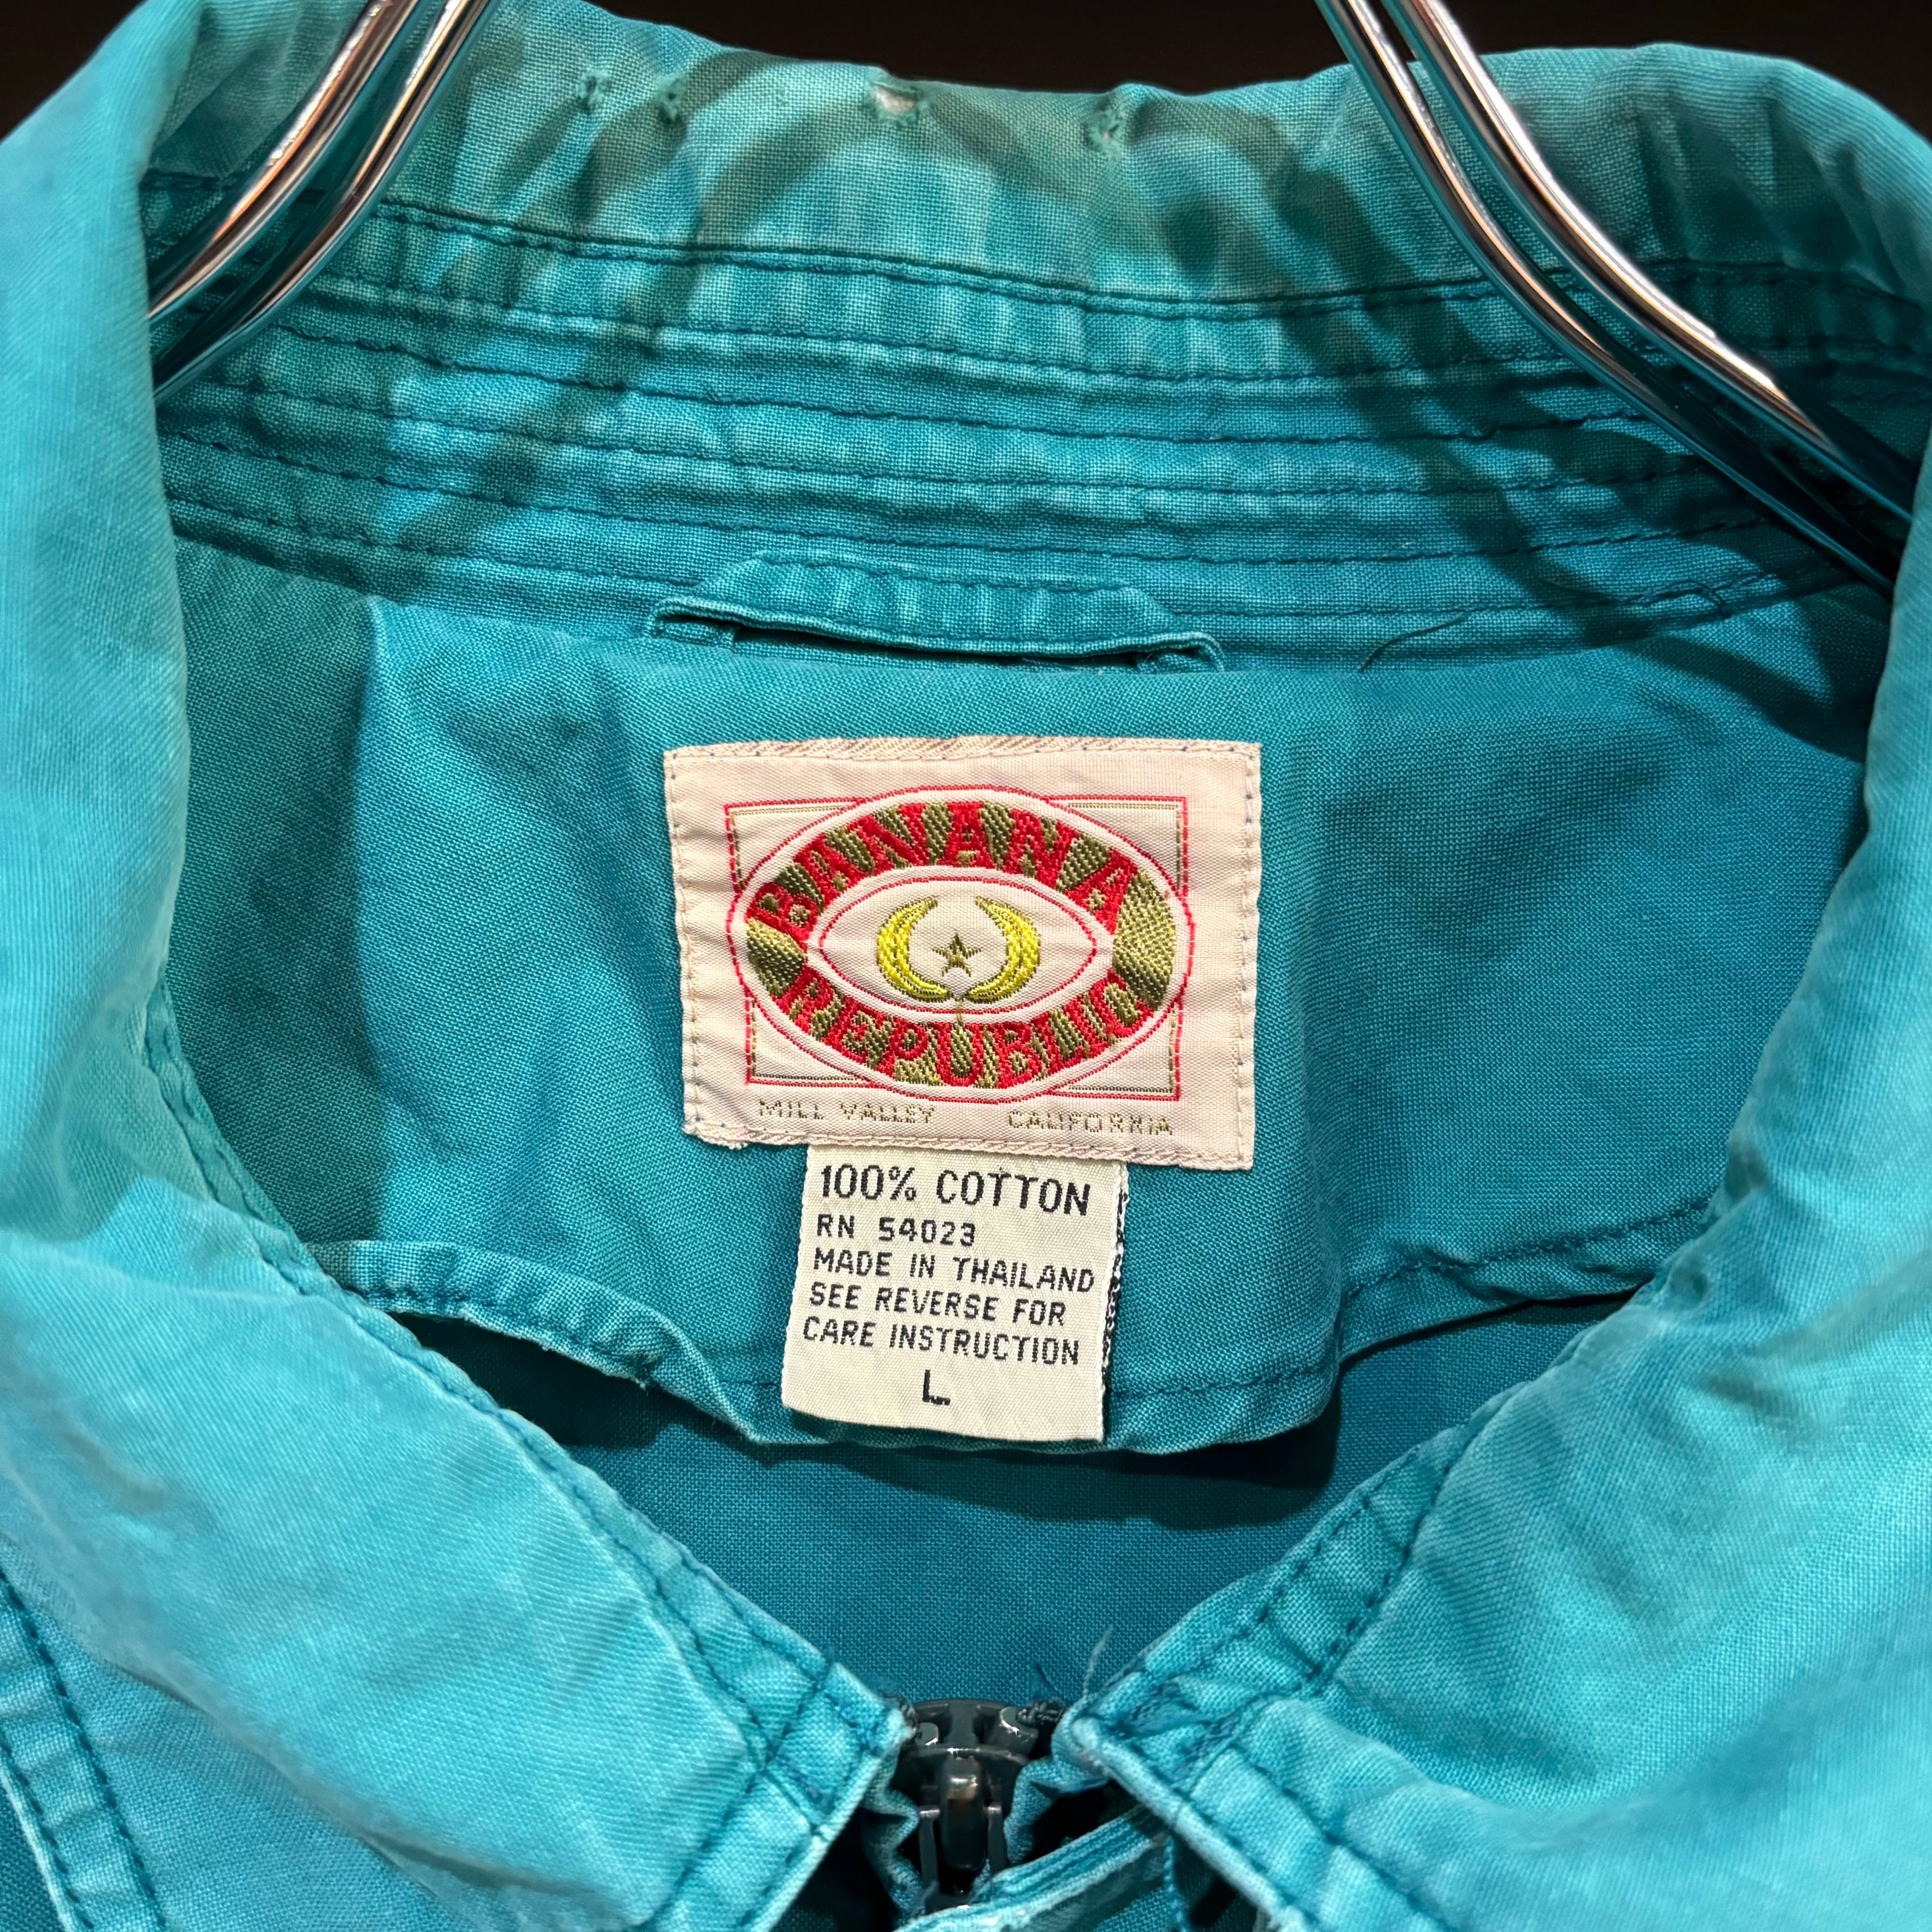 BANANA
REPUBLIC
MILL VALLEY CALIFORNIA
100% COTTON
RN 54023
MADE IN THAILAND
SEE REVERSE FOR
CARE INSTRUCTION
L